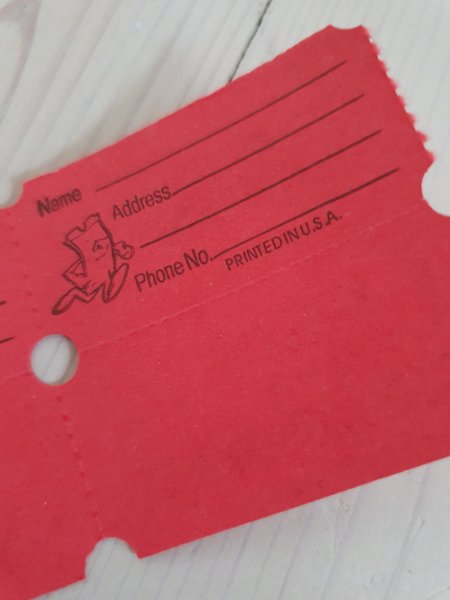 Name
Address
Phone No.
PRINTED IN U.S.A.